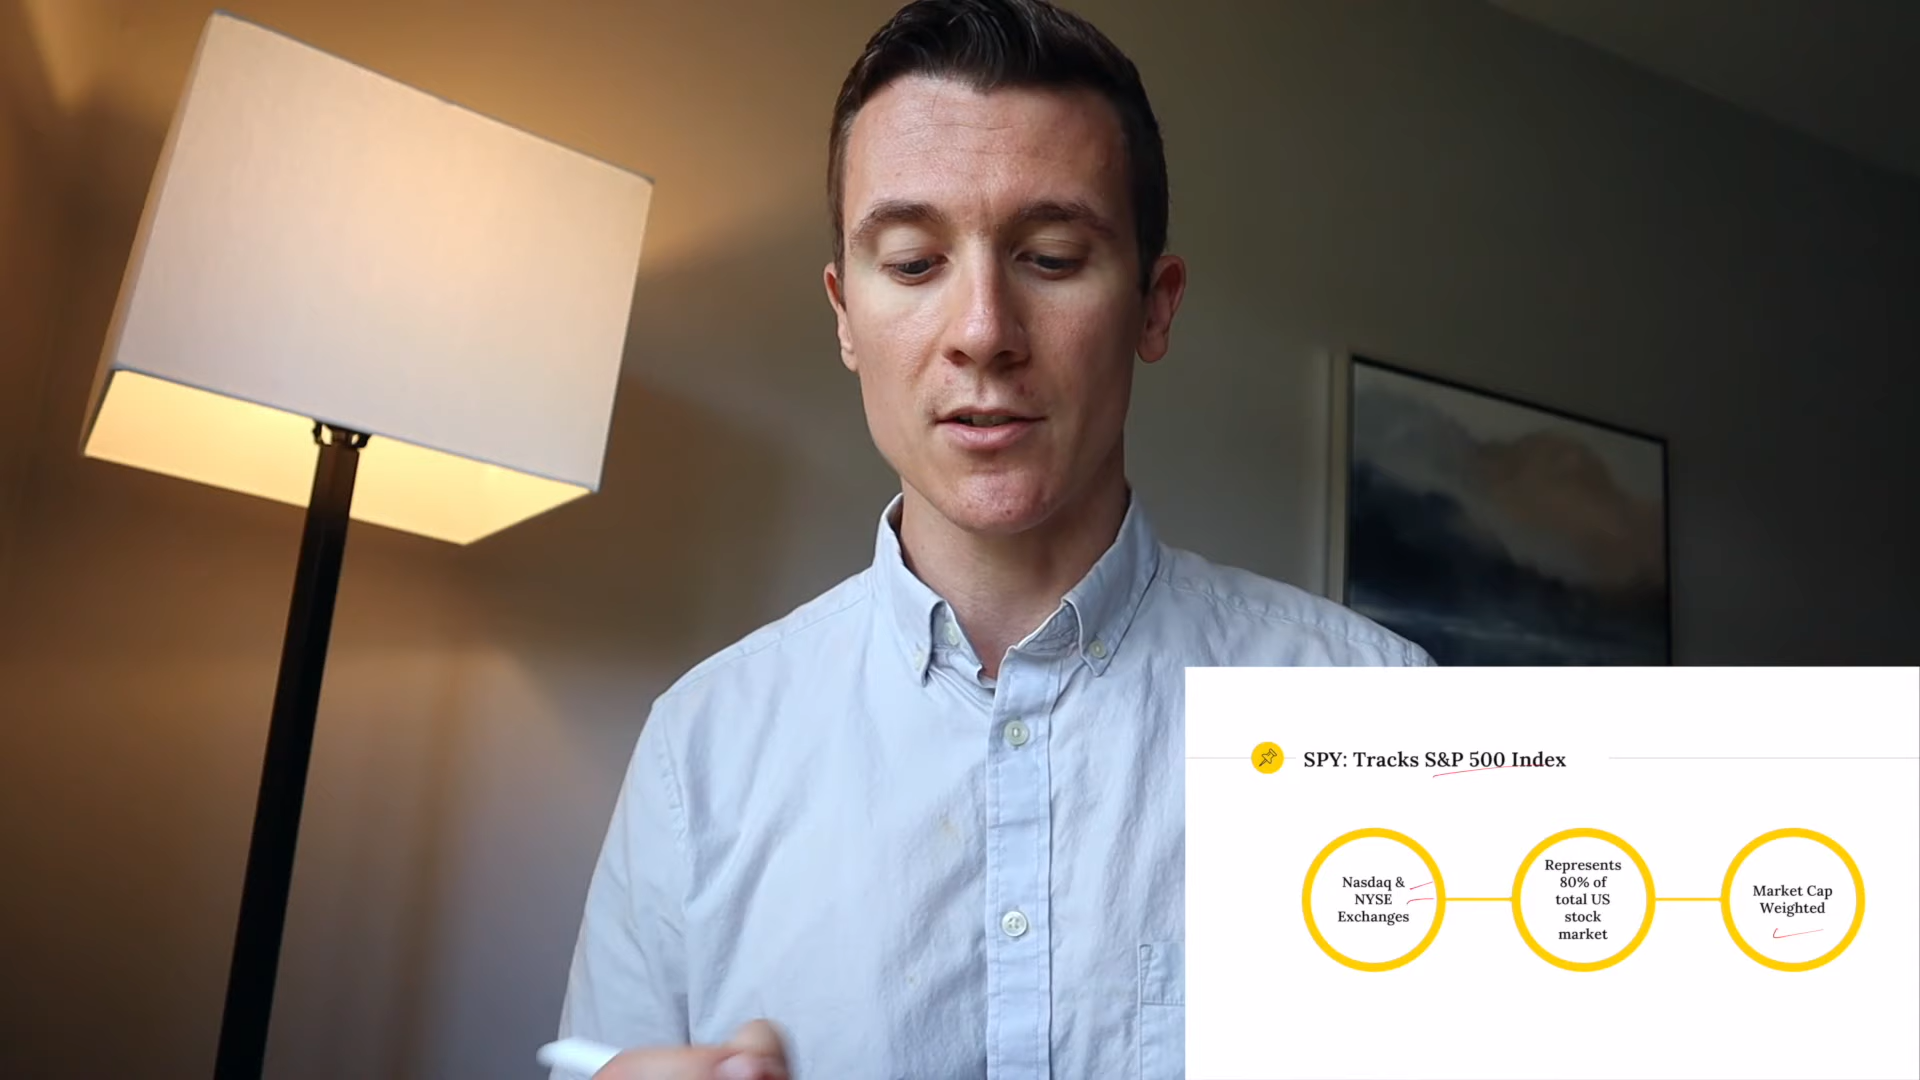 SPY: Tracks S&P 500 Index
Nasdaq &
NYSE
Exchanges
Represents
80% of
total US
stock
market
Market Cap
Weighted